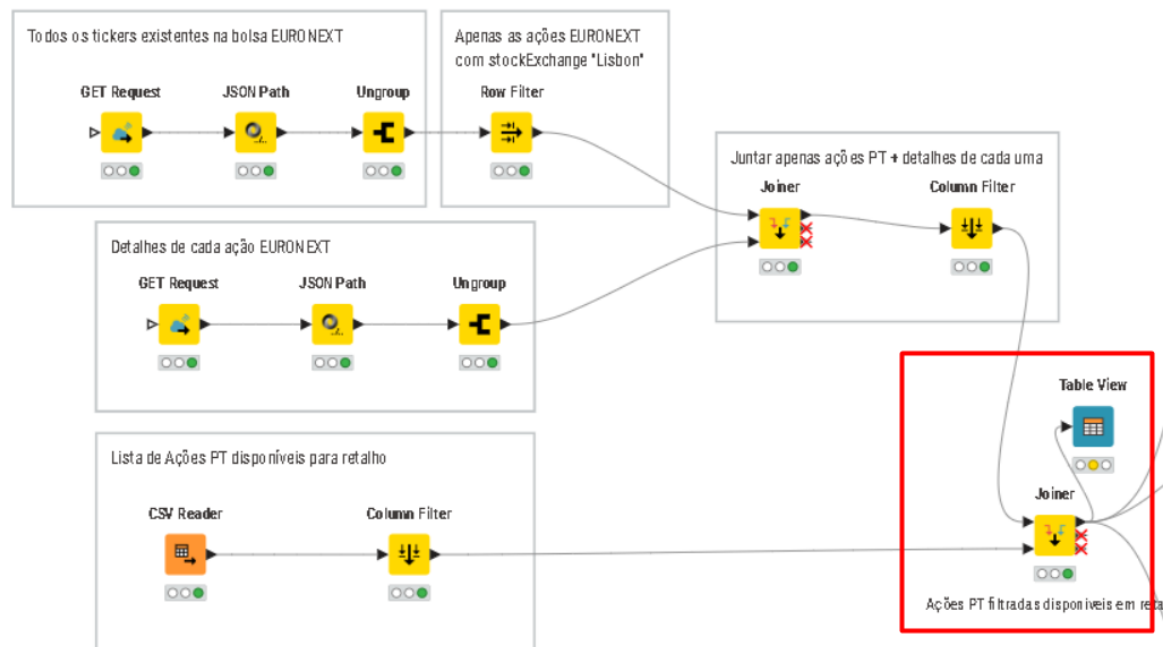 Todos os tickers existentes na bolsa EURONEXT
GET Request
JSON Path
Ungroup
Apenas as ações EURONEXT
com stockExchange "Lisbon"
Row Filter
Juntar apenas ações PT + detalhes de cada uma
Joiner
Column Filter
Detalhes de cada ação EURONEXT
GET Request
JSON Path
Ungroup
Table View
Lista de Ações PT disponíveis para retalho
CSV Reader
Column Filter
Joiner
Ações PT filtradas disponiveis em reta